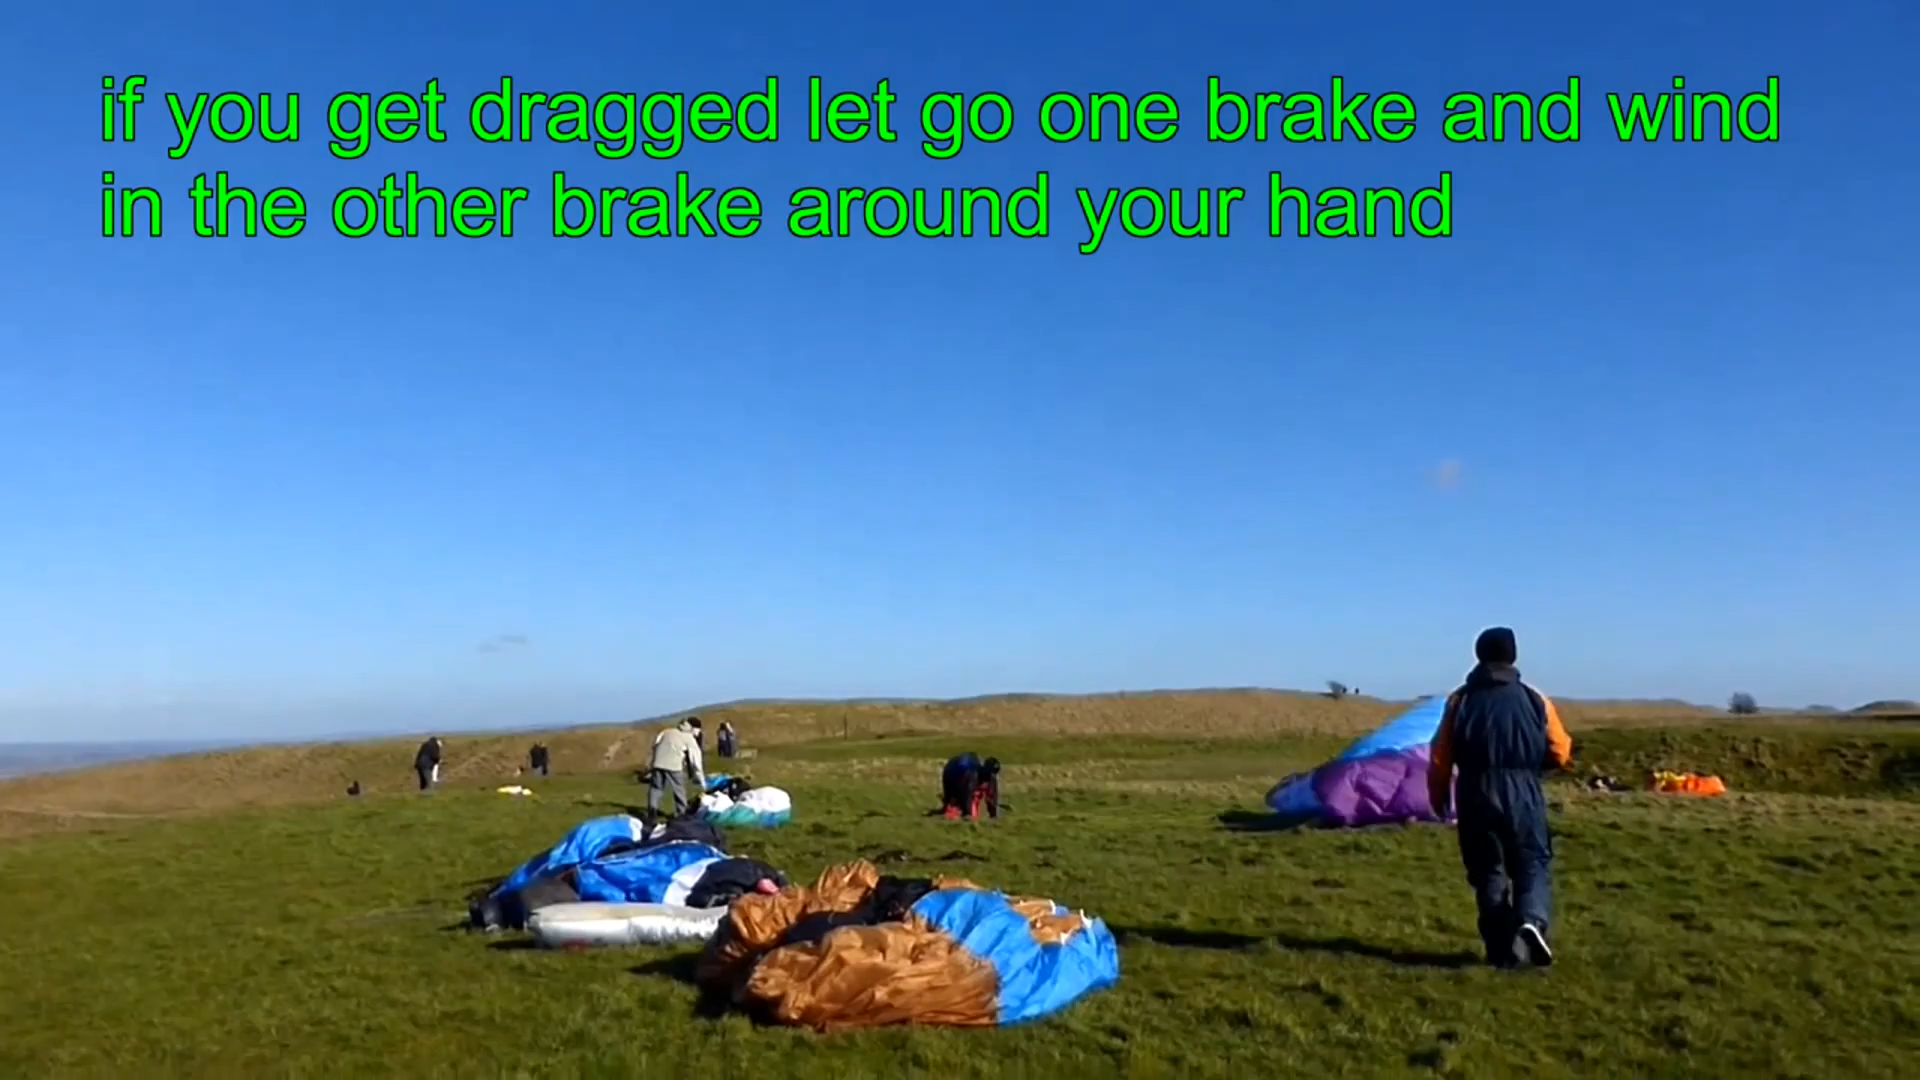 if you get dragged let go one brake and wind
in the other brake around your hand